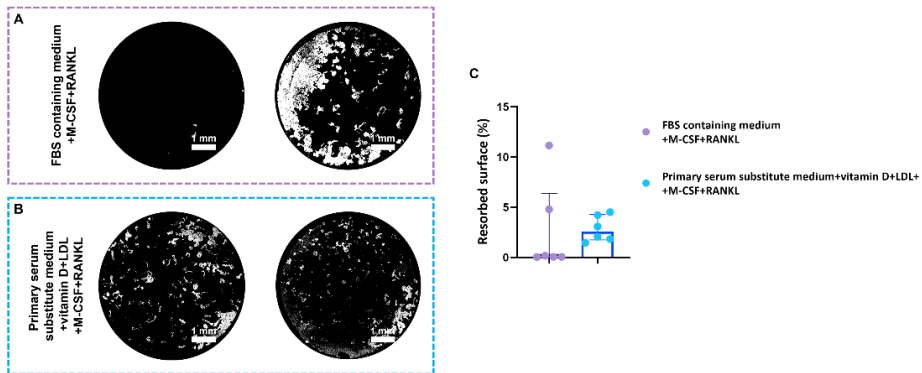 A
FBS containing medium
+M-CSF+RANKL
1 mm
1 mm
B
Primary serum
substitute medium
+vitamin D+LDL
+M-CSF+RANKL
1 mm
1 mm
C
Resorbed surface (%)
15
10
5
0
FBS containing medium
+M-CSF+RANKL
Primary serum substitute medium+vitamin D+LDL+
+M-CSF+RANKL